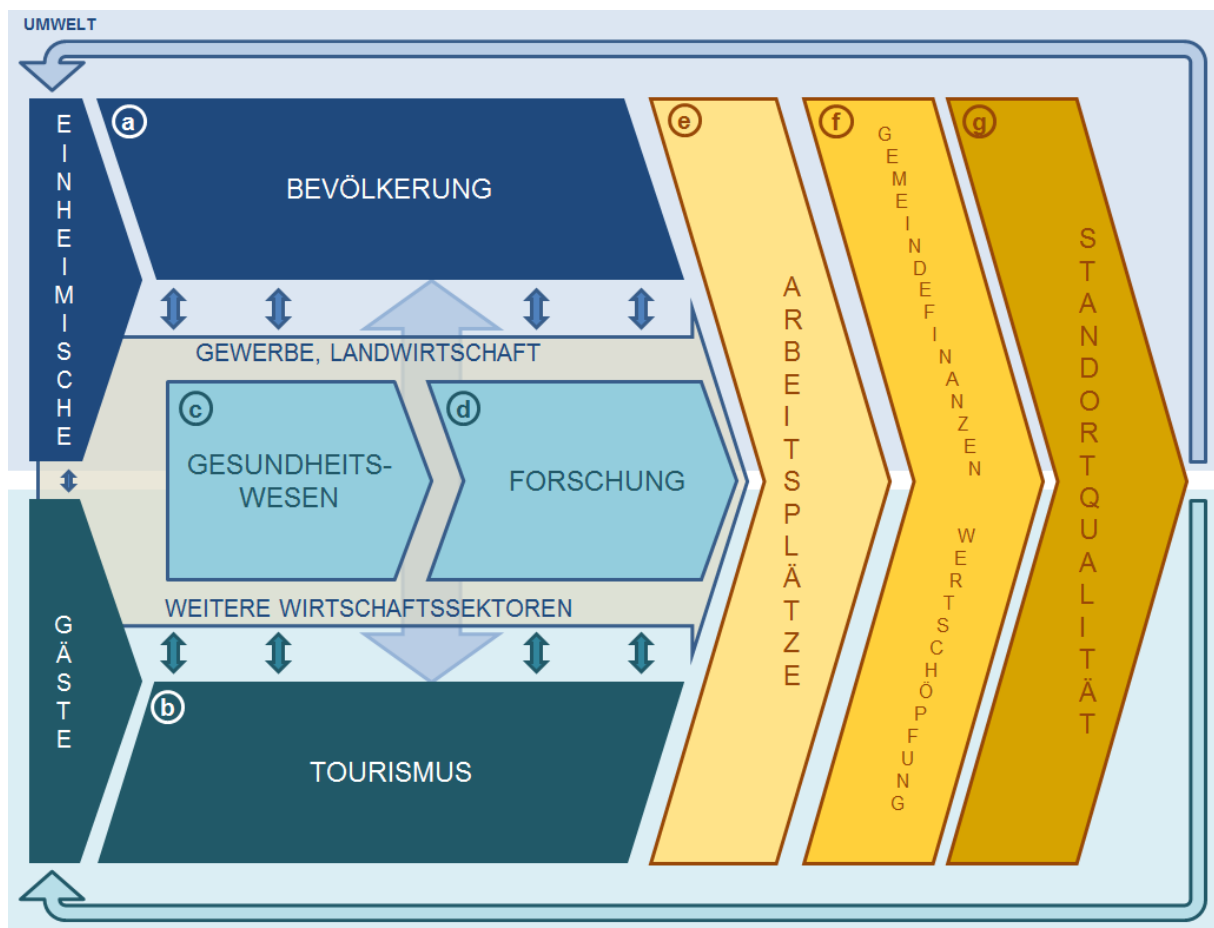 UMWELT
EINHEIMISCHE
a
BEVÖLKERUNG
GEWERBE, LANDWIRTSCHAFT
c
GESUNDHEITS-
WESEN
d
FORSCHUNG
WEITERE WIRTSCHAFTSSEKTOREN
GÄSTE
b
TOURISMUS
e
ARBEITSPLÄTZE
f
GEMEINDEFINANZEN
WERTSCHÖPFUNG
g
STANDORTQUALITÄT